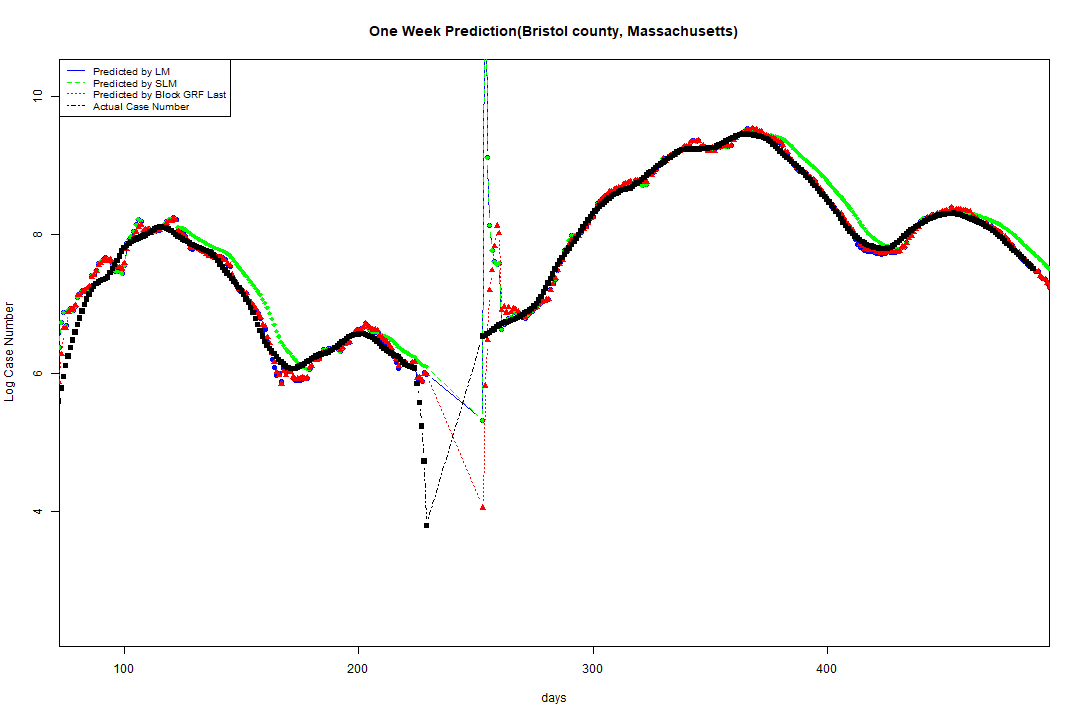 One Week Prediction(Bristol county, Massachusetts)
Predicted by LM
Predicted by SLM
Predicted by Block GRF Last
Actual Case Number
Log Case Number
10
8
6
4
100 200 300 400
days